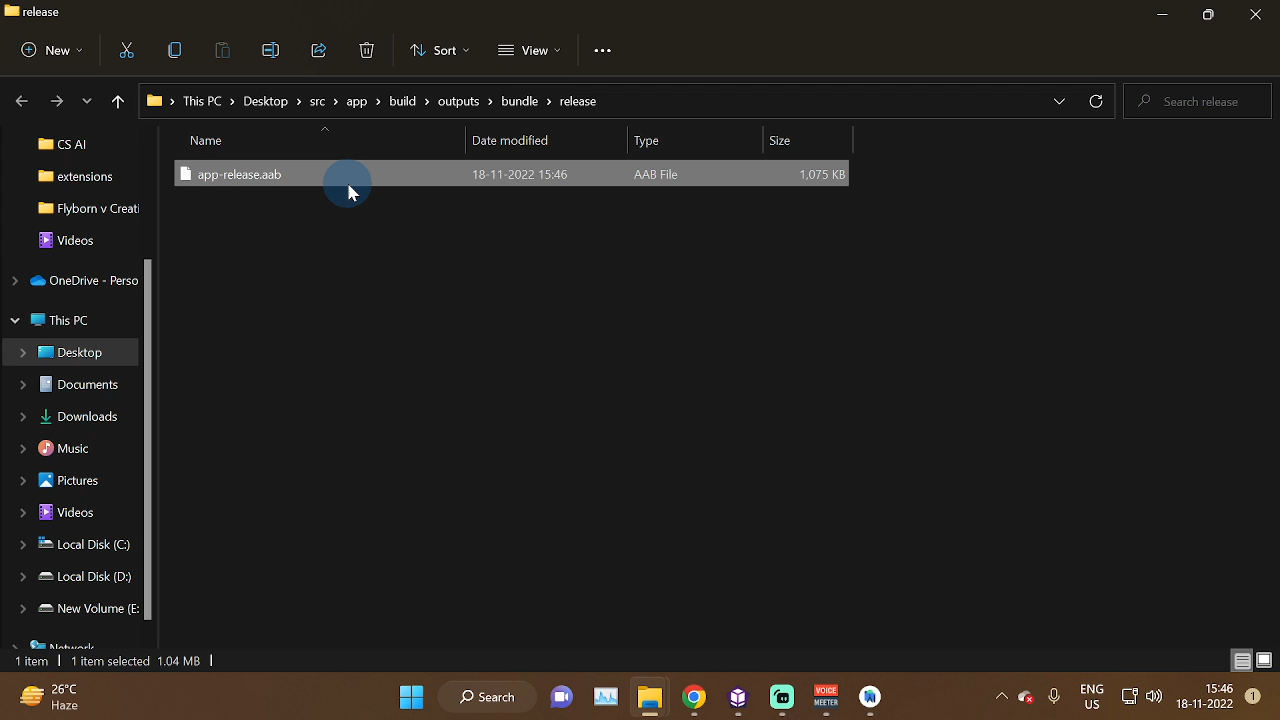 release
New
Sort
View
This PC
Desktop
src
app
build
outputs
bundle
release
Search release
Name
Date modified
Type
Size
app-release.aab
18-11-2022 15:46
AAB File
1,075 KB
CS AI
extensions
Flyborn v Creati
Videos
OneDrive - Perso
This PC
Desktop
Documents
Downloads
Music
Pictures
Videos
Local Disk (C:)
Local Disk (D:)
New Volume (E:
Network
1 item
1 item selected 1.04 MB
26°C
Haze
Search
VOICE
MEETER
ENG
US
15:46
18-11-2022
1